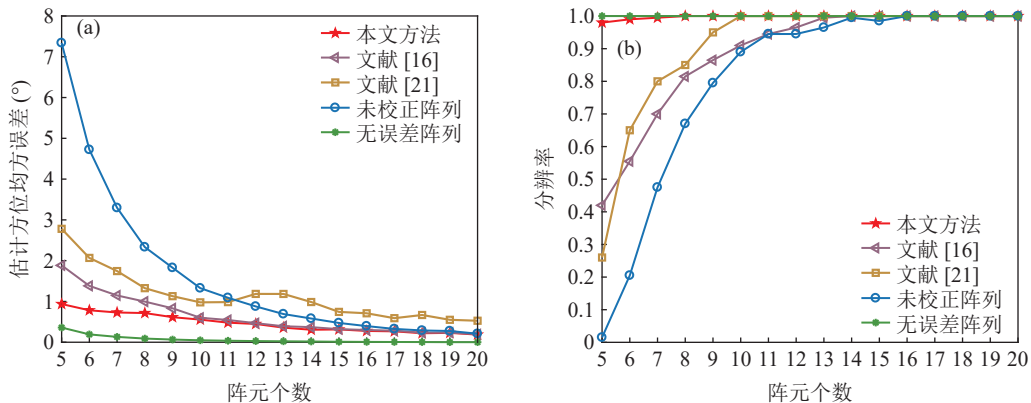 (a)
本文方法
文献 [16]
文献 [21]
未校正阵列
无误差阵列
估计方位均方误差 (°)
8
7
6
5
4
3
2
1
0
5 6 7 8 9 10 11 12 13 14 15 16 17 18 19 20
阵元个数
(b)
本文方法
文献 [16]
文献 [21]
未校正阵列
无误差阵列
分辨率
1.0
0.9
0.8
0.7
0.6
0.5
0.4
0.3
0.2
0.1
0
5 6 7 8 9 10 11 12 13 14 15 16 17 18 19 20
阵元个数